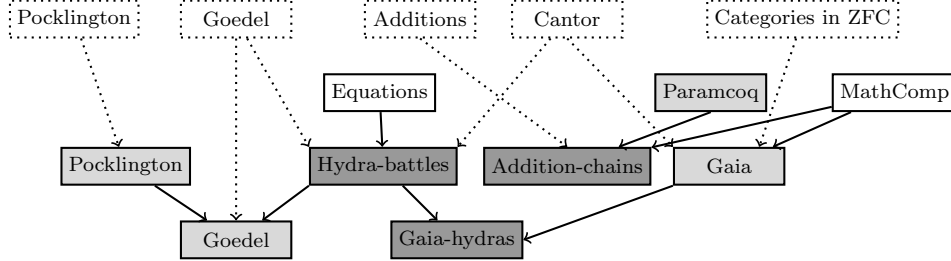 Pocklington
Goedel
Additions
Cantor
Categories in ZFC
Equations
Paramcoq
MathComp
Pocklington
Hydra-battles
Addition-chains
Gaia
Goedel
Gaia-hydras